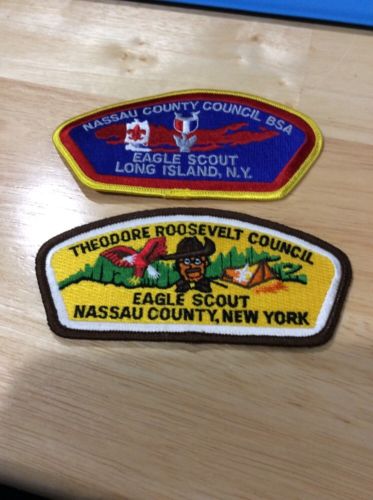 NASSAU COUNTY COUNCIL BSA
EAGLE SCOUT
LONG ISLAND, N.Y.
THEODORE ROOSEVELT COUNCIL
EAGLE SCOUT
NASSAU COUNTY, NEW YORK